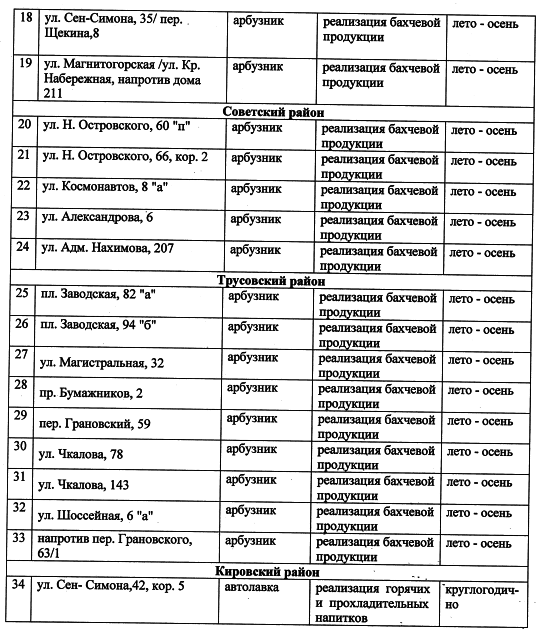 18 ул. Сен-Симона, 35/ пер. арбузник реализация бахчевой лето - осень
Щекина,8 продукции
19 ул. Магнитогорская /ул. Кр. арбузник реализация бахчевой лето - осень
Набережная, напротив дома продукции
211
Советский район
20 ул. Н. Островского, 60 "п" арбузник реализация бахчевой лето - осень
продукции
21 ул. Н. Островского, 66, кор. 2 арбузник реализация бахчевой лето - осень
продукции
22 ул. Космонавтов, 8 "а" арбузник реализация бахчевой лето - осень
продукции
23 ул. Александрова, 6 арбузник реализация бахчевой лето - осень
продукции
24 ул. Адм. Нахимова, 207 арбузник реализация бахчевой лето - осень
продукции
Трусовский район
25 пл. Заводская, 82 "а" арбузник реализация бахчевой лето - осень
продукции
26 пл. Заводская, 94 "б" арбузник реализация бахчевой лето - осень
продукции
27 ул. Магистральная, 32 арбузник реализация бахчевой лето - осень
продукции
28 пр. Бумажников, 2 арбузник реализация бахчевой лето - осень
продукции
29 пер. Грановский, 59 арбузник реализация бахчевой лето - осень
продукции
30 ул. Чкалова, 78 арбузник реализация бахчевой лето - осень
продукции
31 ул. Чкалова, 143 арбузник реализация бахчевой лето - осень
продукции
32 ул. Шоссейная, 6 "а" арбузник реализация бахчевой лето - осень
продукции
33 напротив пер. Грановского, арбузник реализация бахчевой лето - осень
63/1 продукции
Кировский район
34 ул. Сен- Симона,42, кор. 5 автолавка реализация горячих круглогодич-
и прохладительных но
напитков